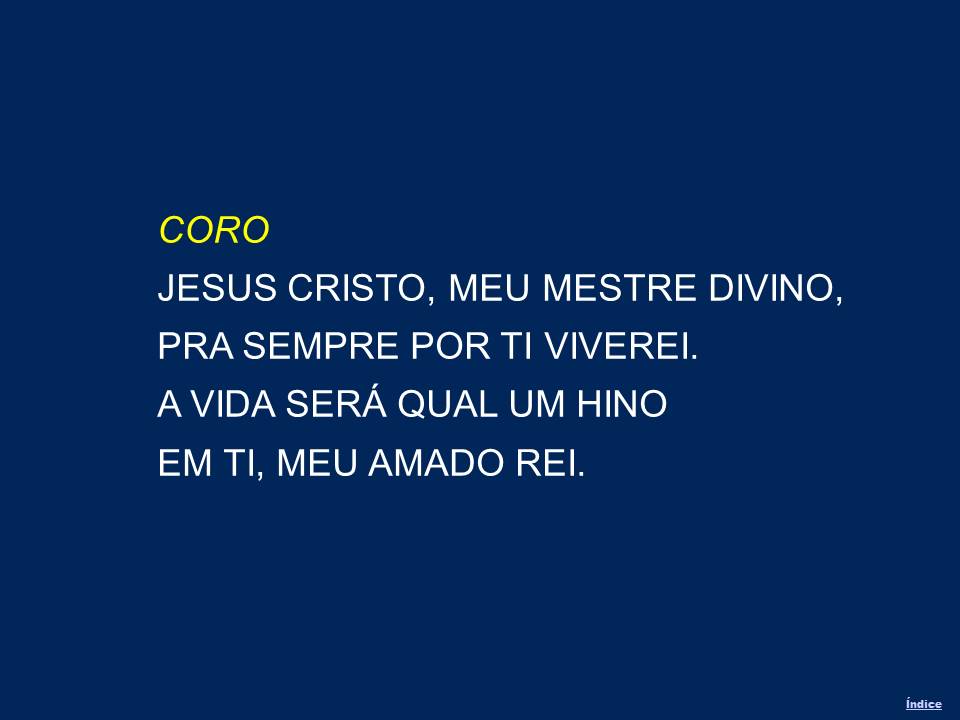 CORO
JESUS CRISTO, MEU MESTRE DIVINO,
PRA SEMPRE POR TI VIVEREI.
A VIDA SERÁ QUAL UM HINO
EM TI, MEU AMADO REI.
Índice